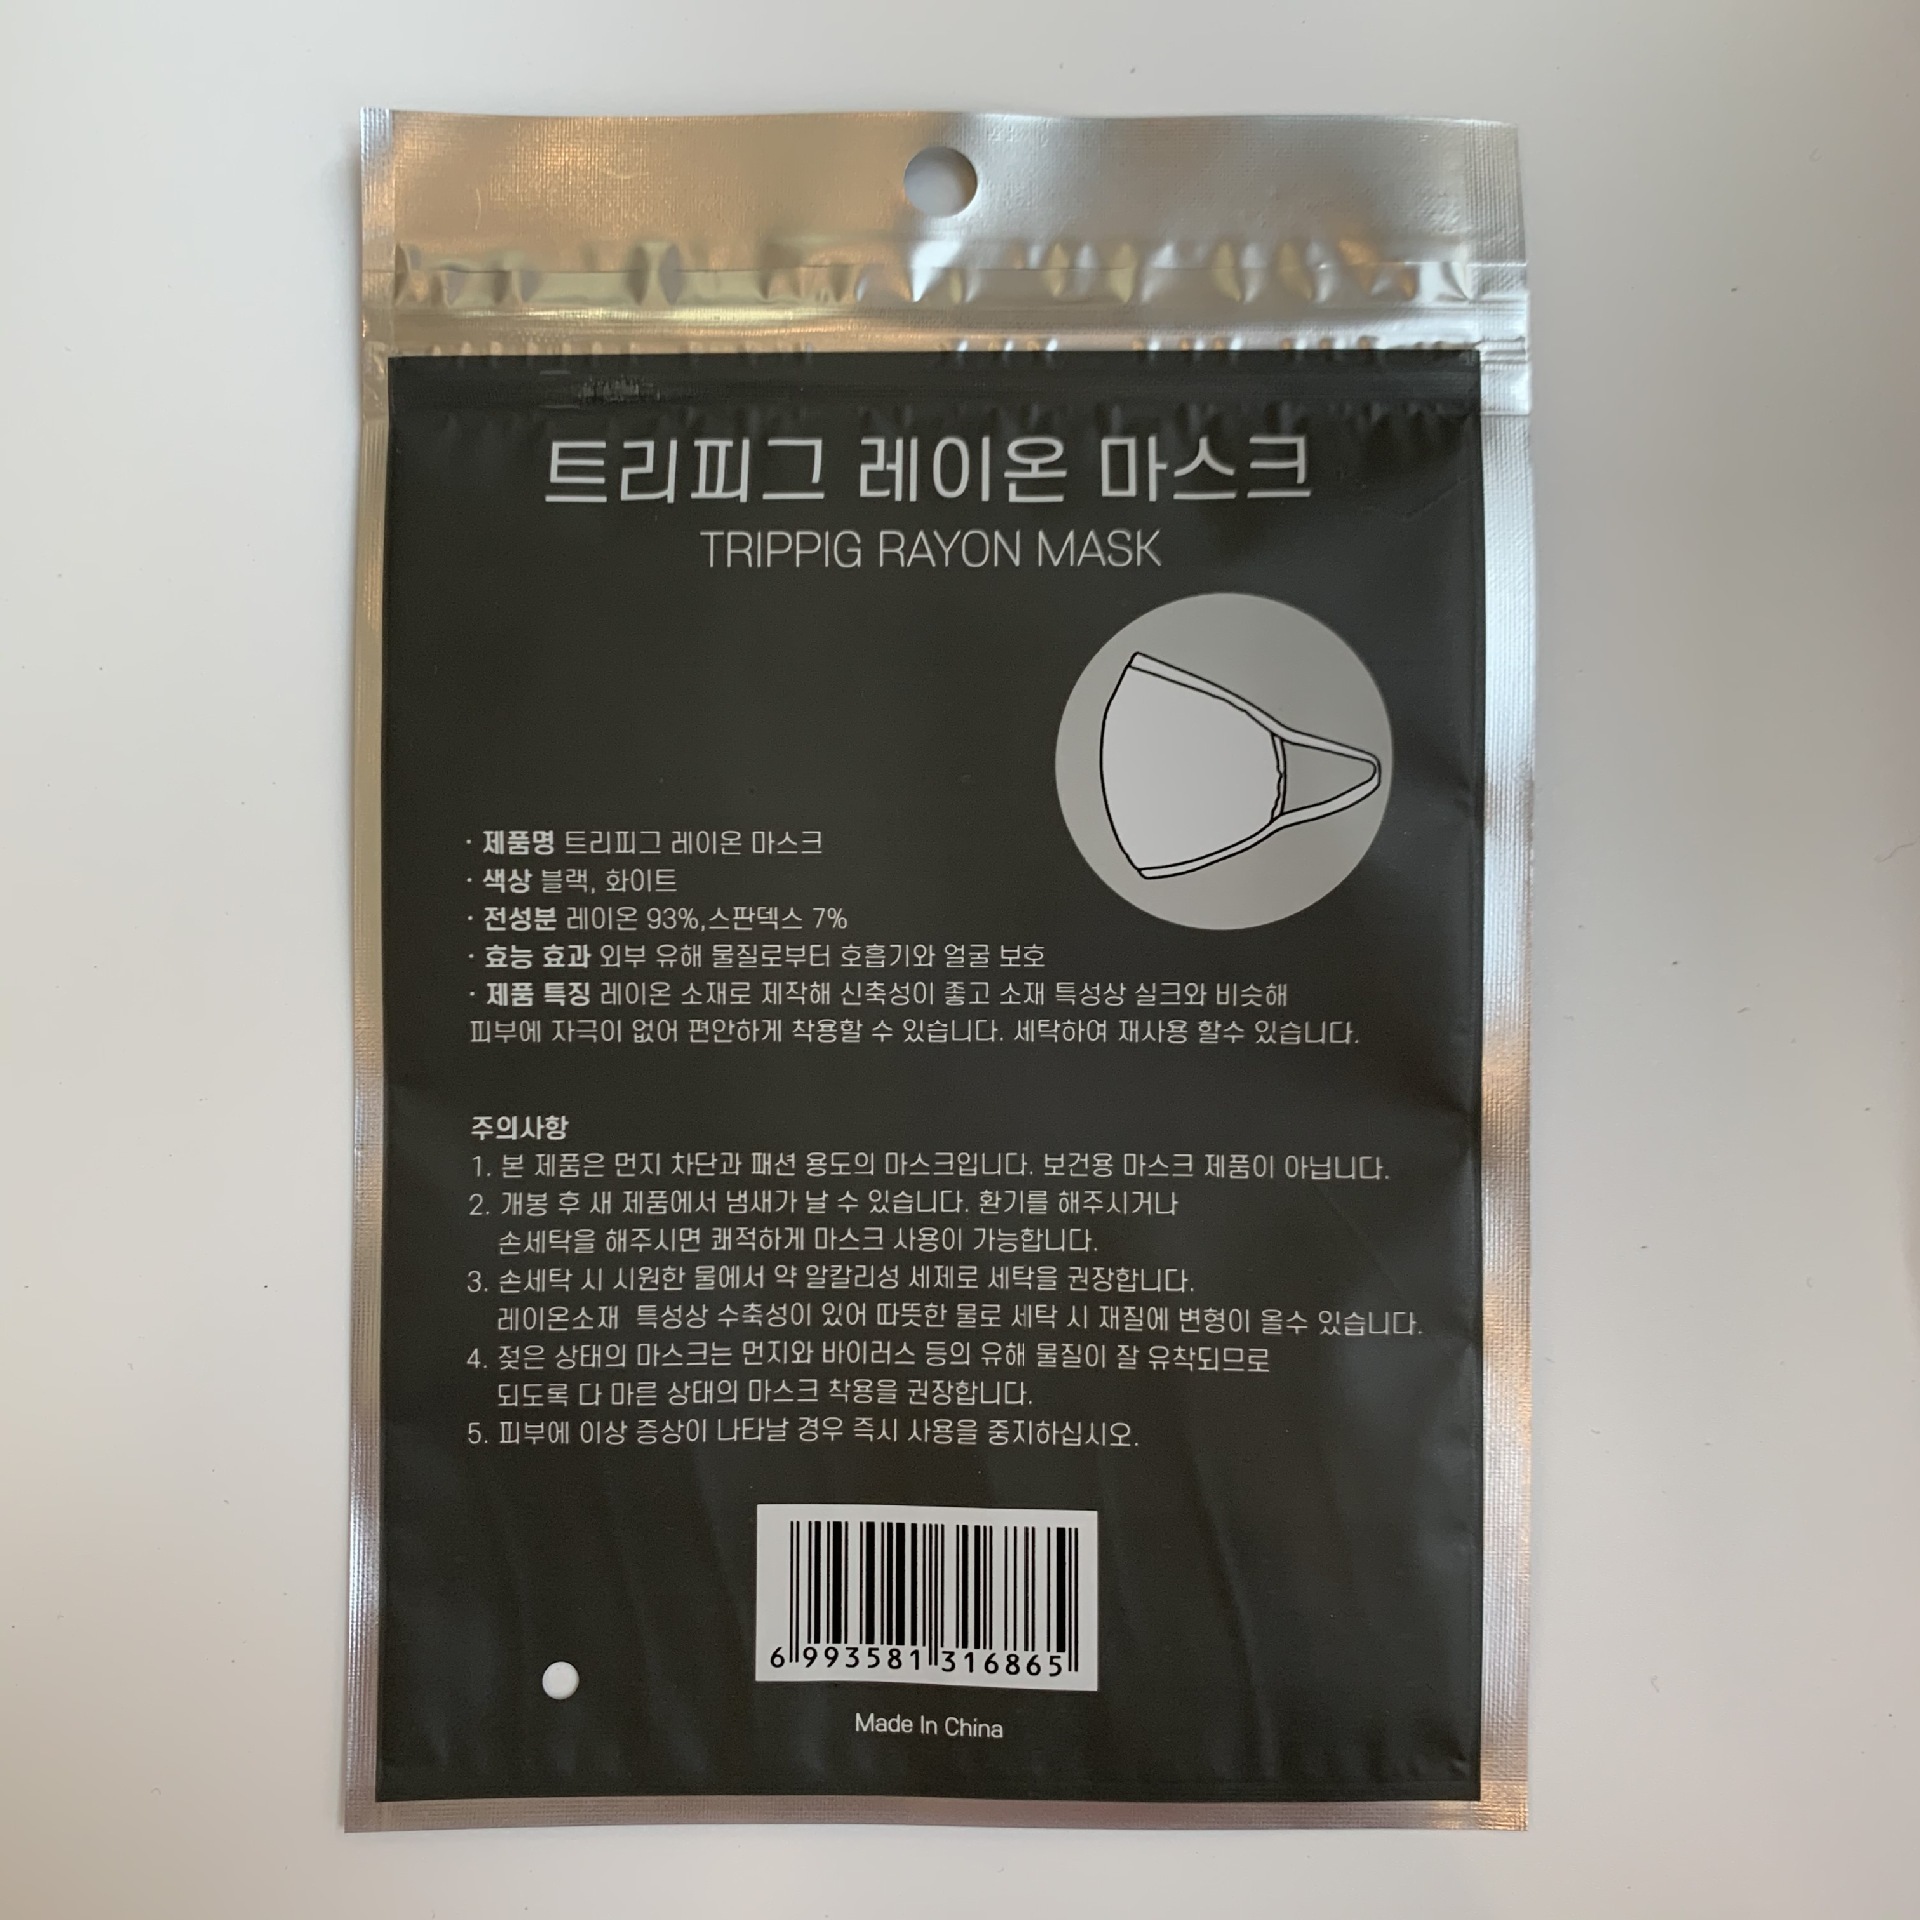 트리피그 레이온 마스크
TRIPPIG RAYON MASK
· 제품명 트리피그 레이온 마스크
· 색상 블랙, 화이트
· 전성분 레이온 93%,스판덱스 7%
· 효능 효과 외부 유해 물질로부터 호흡기와 얼굴 보호
· 제품 특징 레이온 소재로 제작해 신축성이 좋고 소재 특성상 실크와 비슷해
피부에 자극이 없어 편안하게 착용할 수 있습니다. 세탁하여 재사용 할수 있습니다.
주의사항
1. 본 제품은 먼지 차단과 패션 용도의 마스크입니다. 보건용 마스크 제품이 아닙니다.
2. 개봉 후 새 제품에서 냄새가 날 수 있습니다. 환기를 해주시거나
손세탁을 해주시면 쾌적하게 마스크 사용이 가능합니다.
3. 손세탁 시 시원한 물에서 약 알칼리성 세제로 세탁을 권장합니다.
레이온소재 특성상 수축성이 있어 따뜻한 물로 세탁 시 재질에 변형이 올수 있습니다.
4. 젖은 상태의 마스크는 먼지와 바이러스 등의 유해 물질이 잘 유착되므로
되도록 다 마른 상태의 마스크 착용을 권장합니다.
5. 피부에 이상 증상이 나타날 경우 즉시 사용을 중지하십시오.
6 993581 316865
Made In China